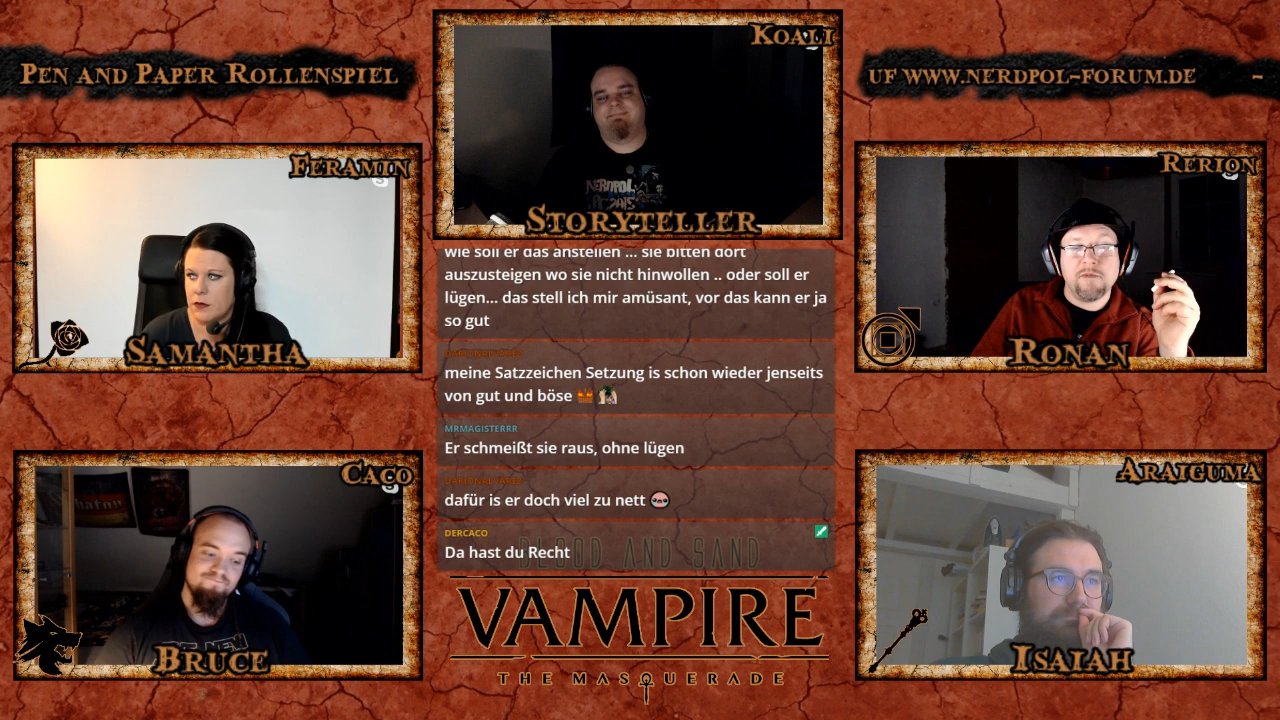 KOALI
PEN AND PAPER ROLLENSPIEL
UF WWW.NERDPOL-FORUM.DE -
FERAMIN
RERION
NERDPOL
STORYTELLER
wie soll er das anstellen ... sie bitten dort
auszusteigen wo sie nicht hinwollen .. oder soll er
lügen... das stell ich mir amüsant, vor das kann er ja
so gut
SAMANTHA
RONAN
meine Satzzeichen Setzung is schon wieder jenseits
von gut und böse
MRMAGISTERRR
Er schmeißt sie raus, ohne lügen
CACO
ARAIGUMA
dafür is er doch viel zu nett
DERCACO
Da hast du Recht
BLOOD AND SAND
VAMPIRE
THE MASQUERADE
BRUCE
ISAIAH